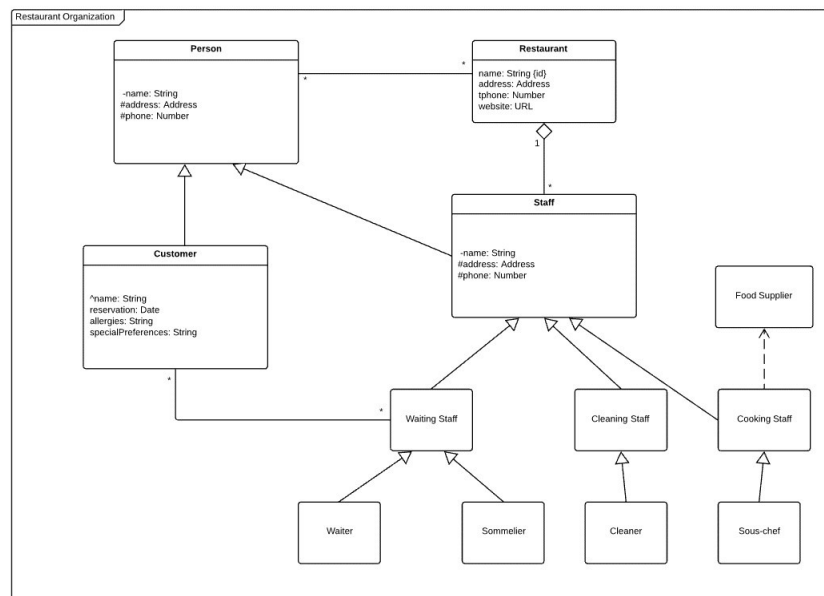 Restaurant Organization
Person
-name: String
#address: Address
#phone: Number
*
*
Restaurant
name: String {id}
address: Address
tphone: Number
website: URL
1
*
Staff
-name: String
#address: Address
#phone: Number
Customer
^name: String
reservation: Date
allergies: String
specialPreferences: String
*
*
Food Supplier
Waiting Staff
Cleaning Staff
Cooking Staff
Waiter
Sommelier
Cleaner
Sous-chef